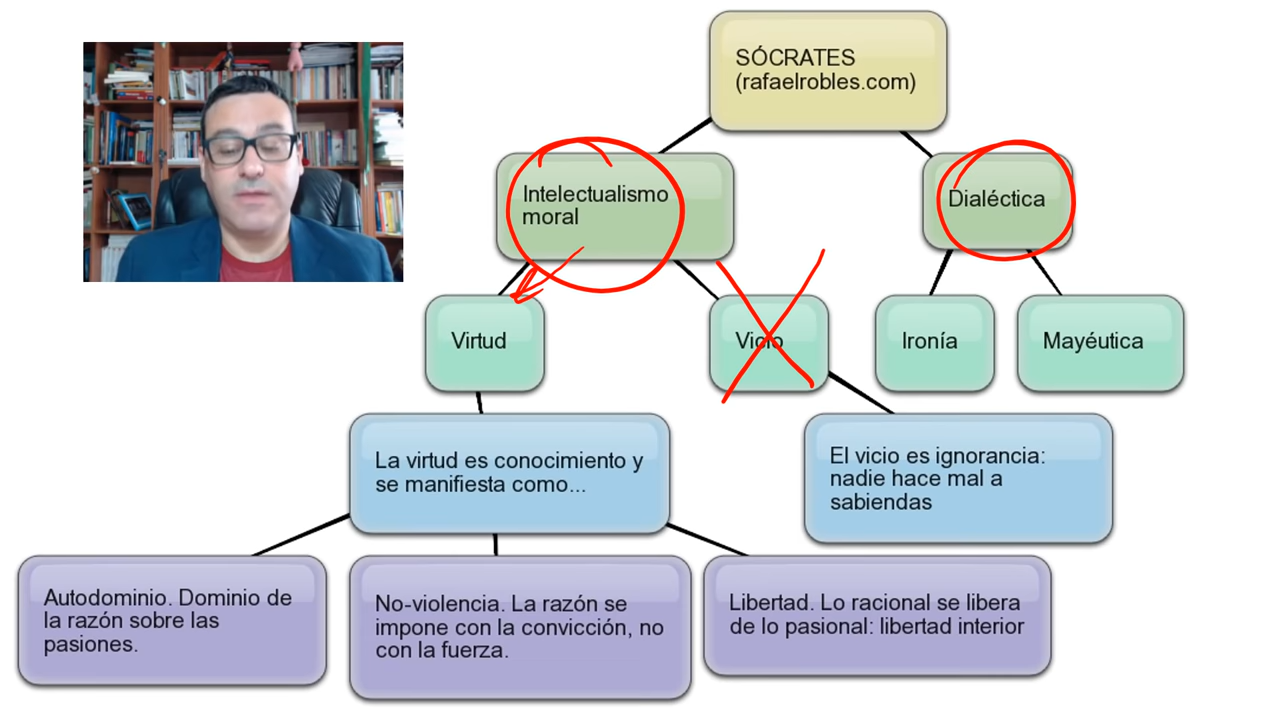 SÓCRATES
(rafaelrobles.com)
Intelectualismo
moral
Dialéctica
Virtud
Vicio
Ironía
Mayéutica
La virtud es conocimiento y
se manifiesta como...
El vicio es ignorancia:
nadie hace mal a
sabiendas
Autodominio. Dominio de
la razón sobre las
pasiones.
No-violencia. La razón se
impone con la convicción, no
con la fuerza.
Libertad. Lo racional se libera
de lo pasional: libertad interior